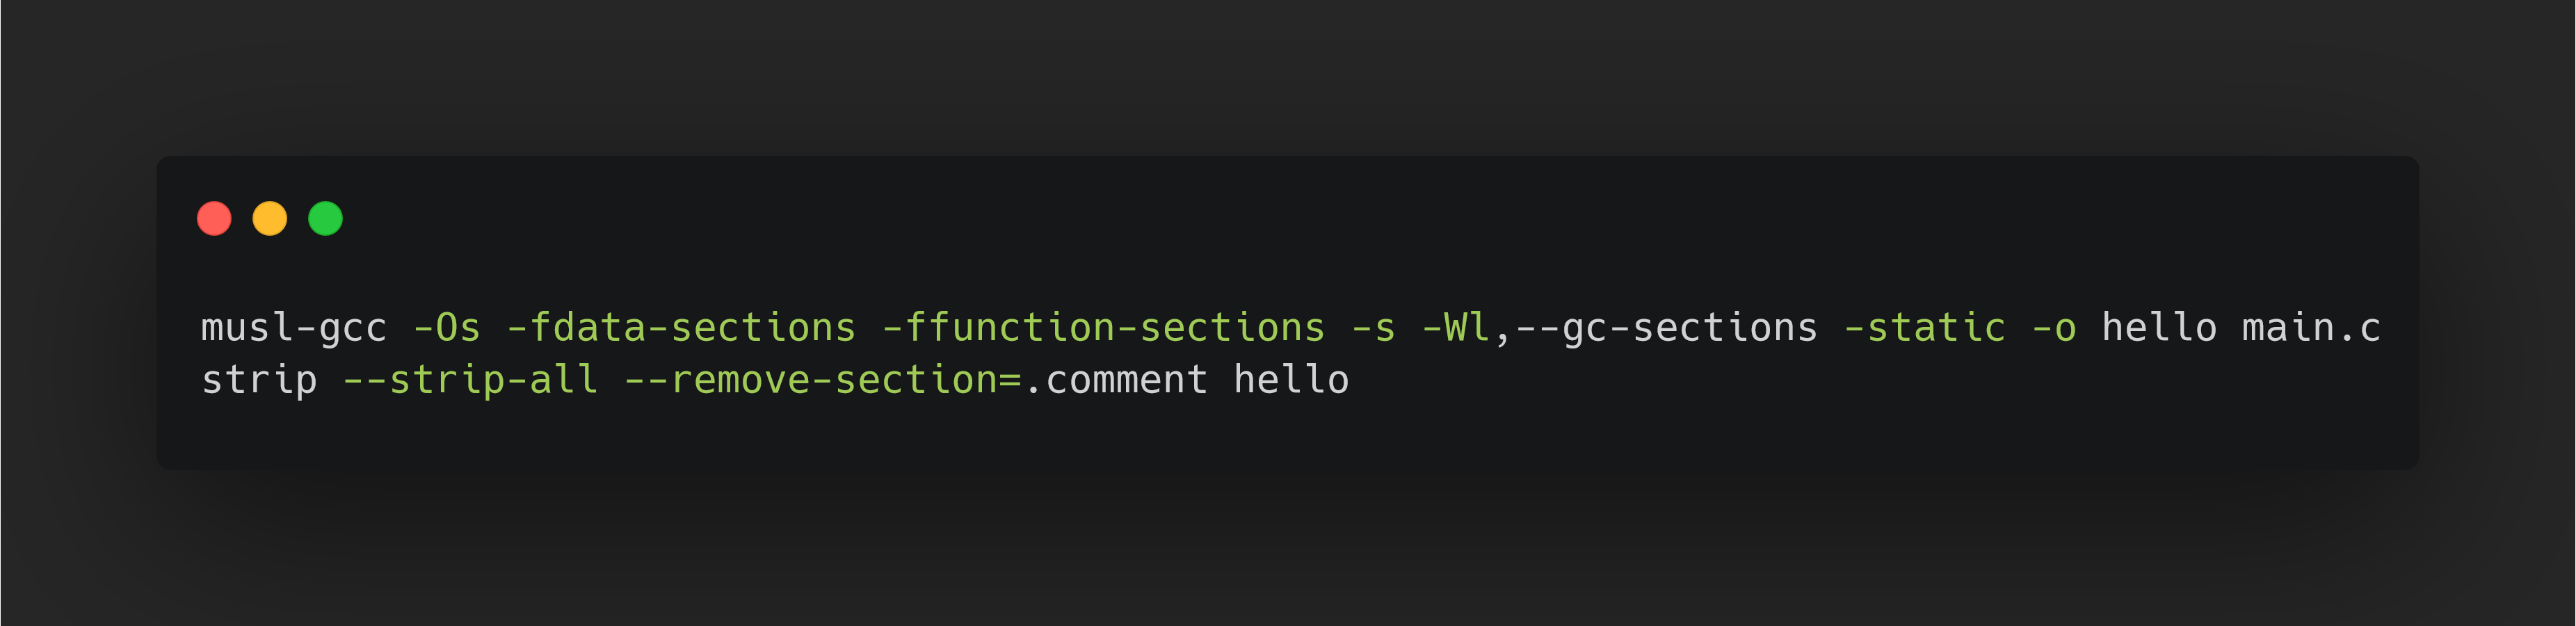 musl-gcc -Os -fdata-sections -ffunction-sections -s -Wl,--gc-sections -static -o hello main.c
strip --strip-all --remove-section=.comment hello